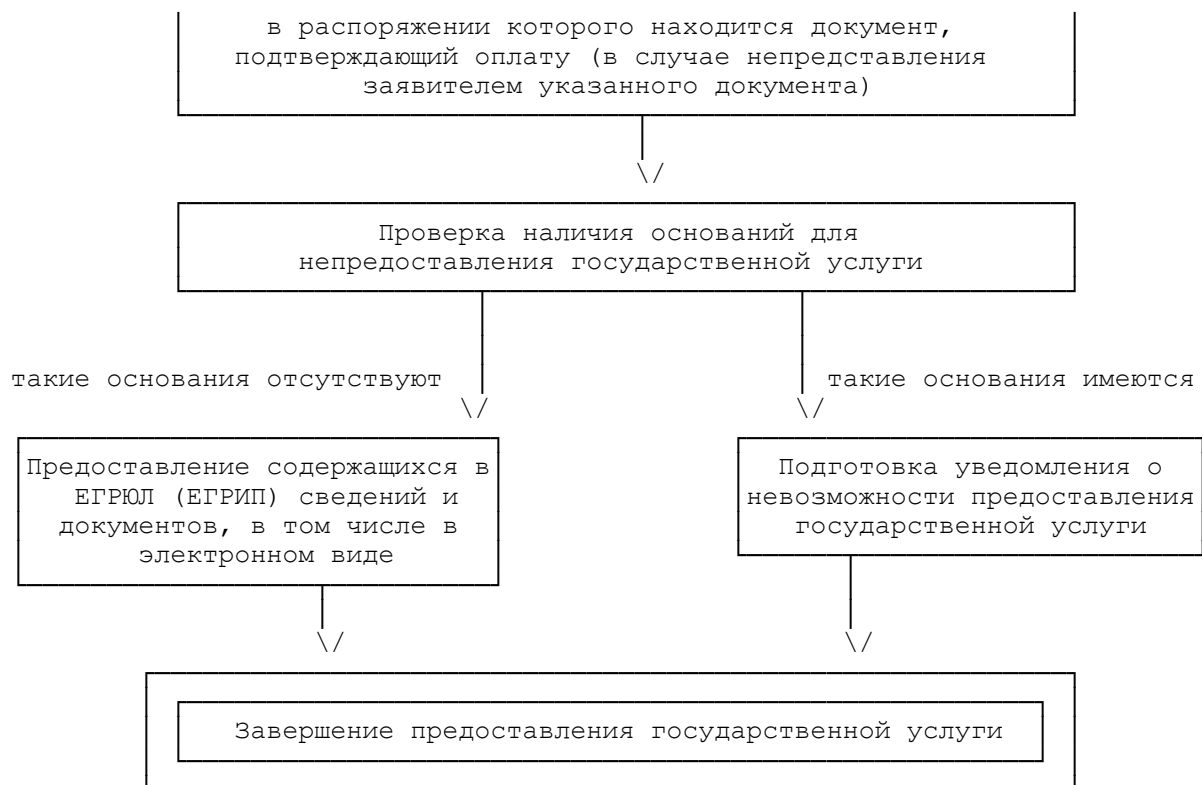 в распоряжении которого находится документ,
подтверждающий оплату (в случае непредставления
заявителем указанного документа)
Проверка наличия оснований для
непредоставления государственной услуги
такие основания отсутствуют
такие основания имеются
Предоставление содержащихся в
ЕГРЮЛ (ЕГРИП) сведений и
документов, в том числе в
электронном виде
Подготовка уведомления о
невозможности предоставления
государственной услуги
Завершение предоставления государственной услуги